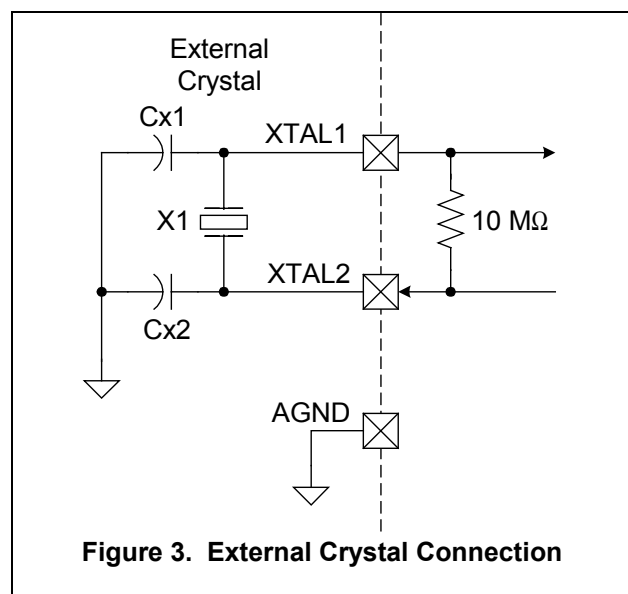 External
Crystal
Cx1
XTAL1
X1
10 MΩ
XTAL2
Cx2
AGND
Figure 3. External Crystal Connection